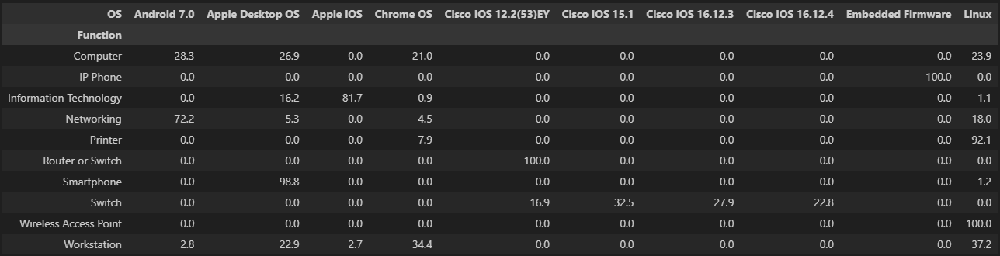 OS Android 7.0 Apple Desktop OS Apple iOS Chrome OS Cisco IOS 12.2(53)EY Cisco IOS 15.1 Cisco IOS 16.12.3 Cisco IOS 16.12.4 Embedded Firmware Linux
Function
Computer 28.3 26.9 0.0 21.0 0.0 0.0 0.0 0.0 0.0 23.9
IP Phone 0.0 0.0 0.0 0.0 0.0 0.0 0.0 0.0 100.0 0.0
Information Technology 0.0 16.2 81.7 0.9 0.0 0.0 0.0 0.0 0.0 1.1
Networking 72.2 5.3 0.0 4.5 0.0 0.0 0.0 0.0 0.0 18.0
Printer 0.0 0.0 0.0 7.9 0.0 0.0 0.0 0.0 0.0 92.1
Router or Switch 0.0 0.0 0.0 0.0 100.0 0.0 0.0 0.0 0.0 0.0
Smartphone 0.0 98.8 0.0 0.0 0.0 0.0 0.0 0.0 0.0 1.2
Switch 0.0 0.0 0.0 0.0 16.9 32.5 27.9 22.8 0.0 0.0
Wireless Access Point 0.0 0.0 0.0 0.0 0.0 0.0 0.0 0.0 0.0 100.0
Workstation 2.8 22.9 2.7 34.4 0.0 0.0 0.0 0.0 0.0 37.2